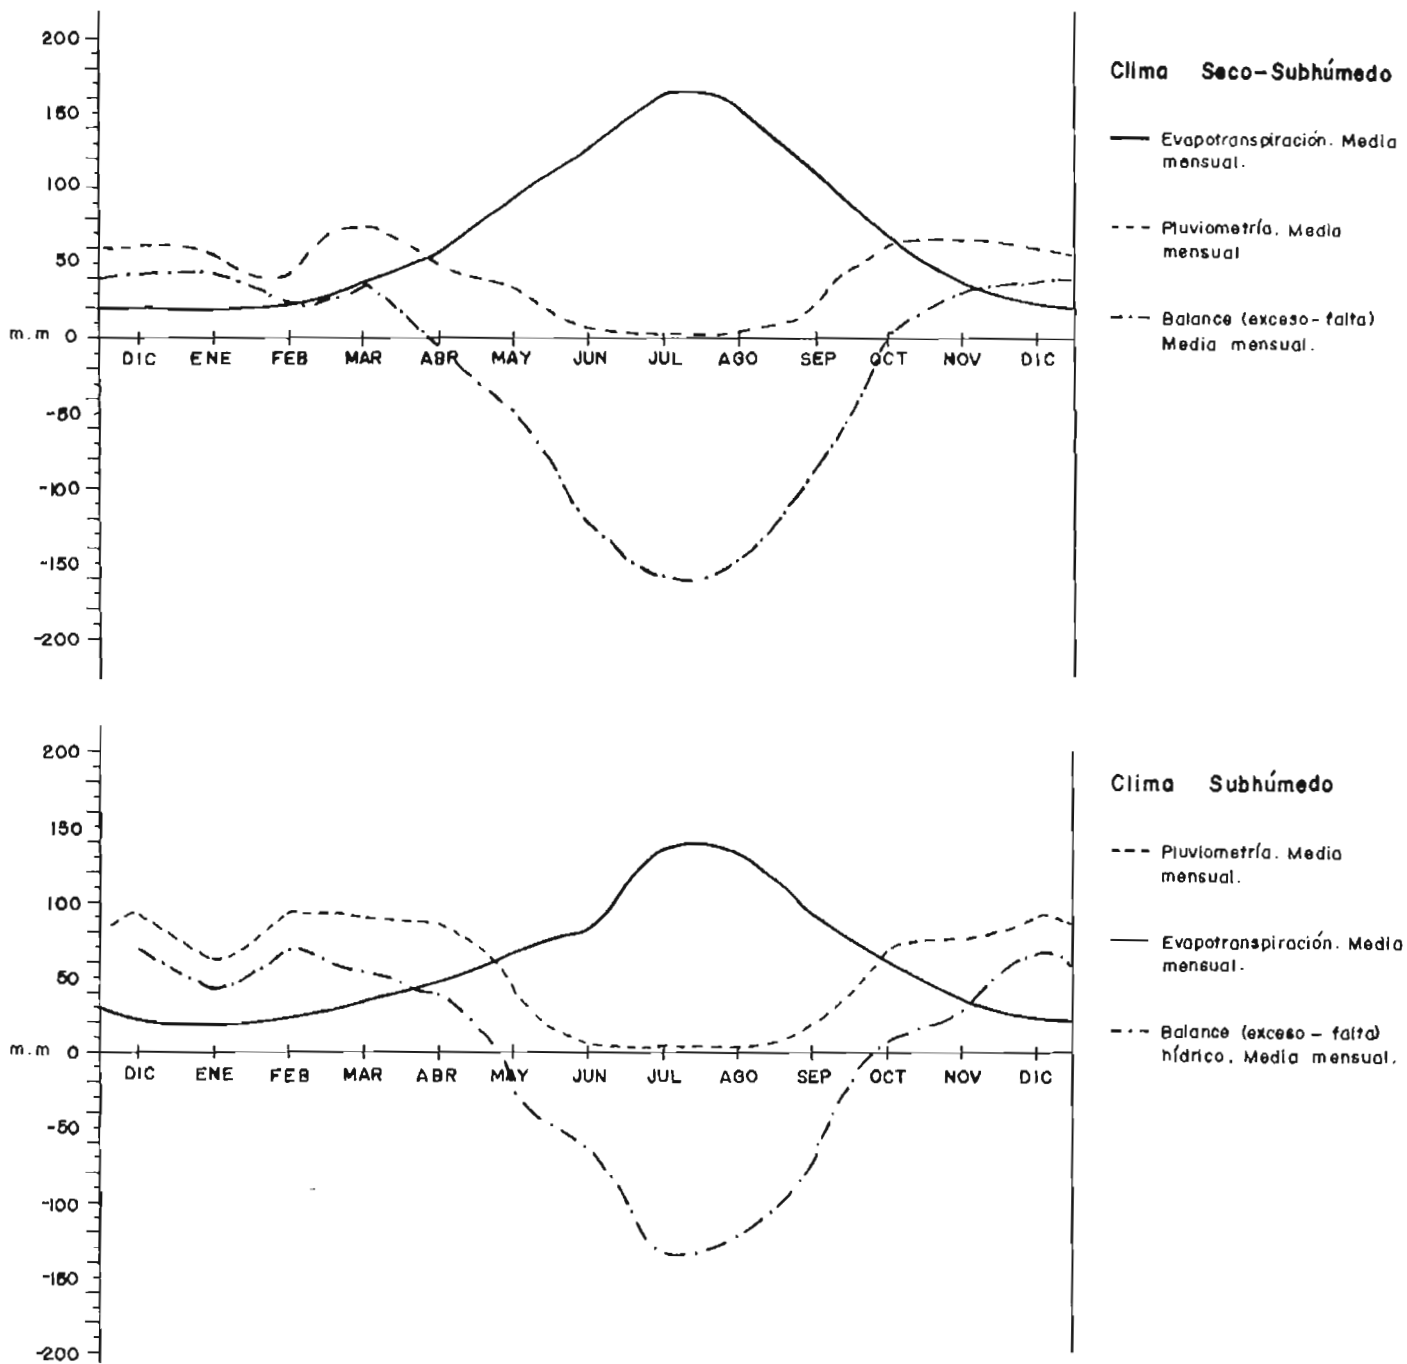 200
150
100
50
m.m 0
-50
-100
-150
-200
DIC ENE FEB MAR ABR MAY JUN JUL AGO SEP OCT NOV DIC
Clima Seco-Subhúmedo
Evapotranspiración. Media
mensual.
Pluviometría. Media
mensual
Balance (exceso-falta)
Media mensual.
200
150
100
50
m.m 0
-50
-100
-150
-200
DIC ENE FEB MAR ABR MAY JUN JUL AGO SEP OCT NOV DIC
Clima Subhúmedo
Pluviometría. Media
mensual.
Evapotranspiración. Media
mensual.
Balance (exceso - falta)
hídrico. Media mensual.